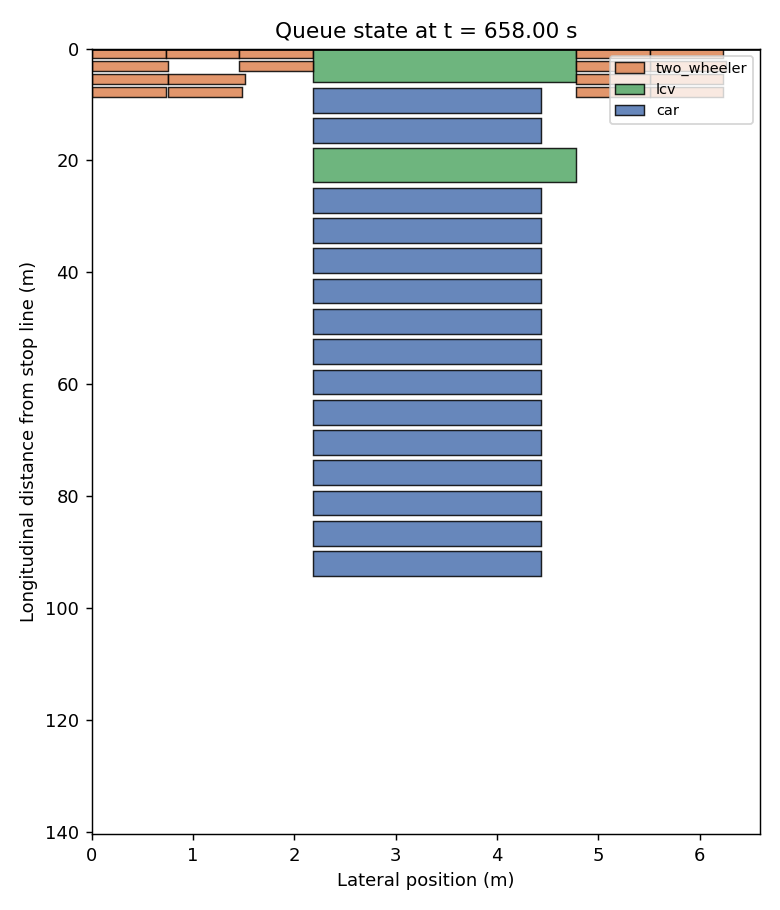 Queue state at t = 658.00 s
two_wheeler
lcv
car
Longitudinal distance from stop line (m)
0
20
40
60
80
100
120
140
0 1 2 3 4 5 6
Lateral position (m)